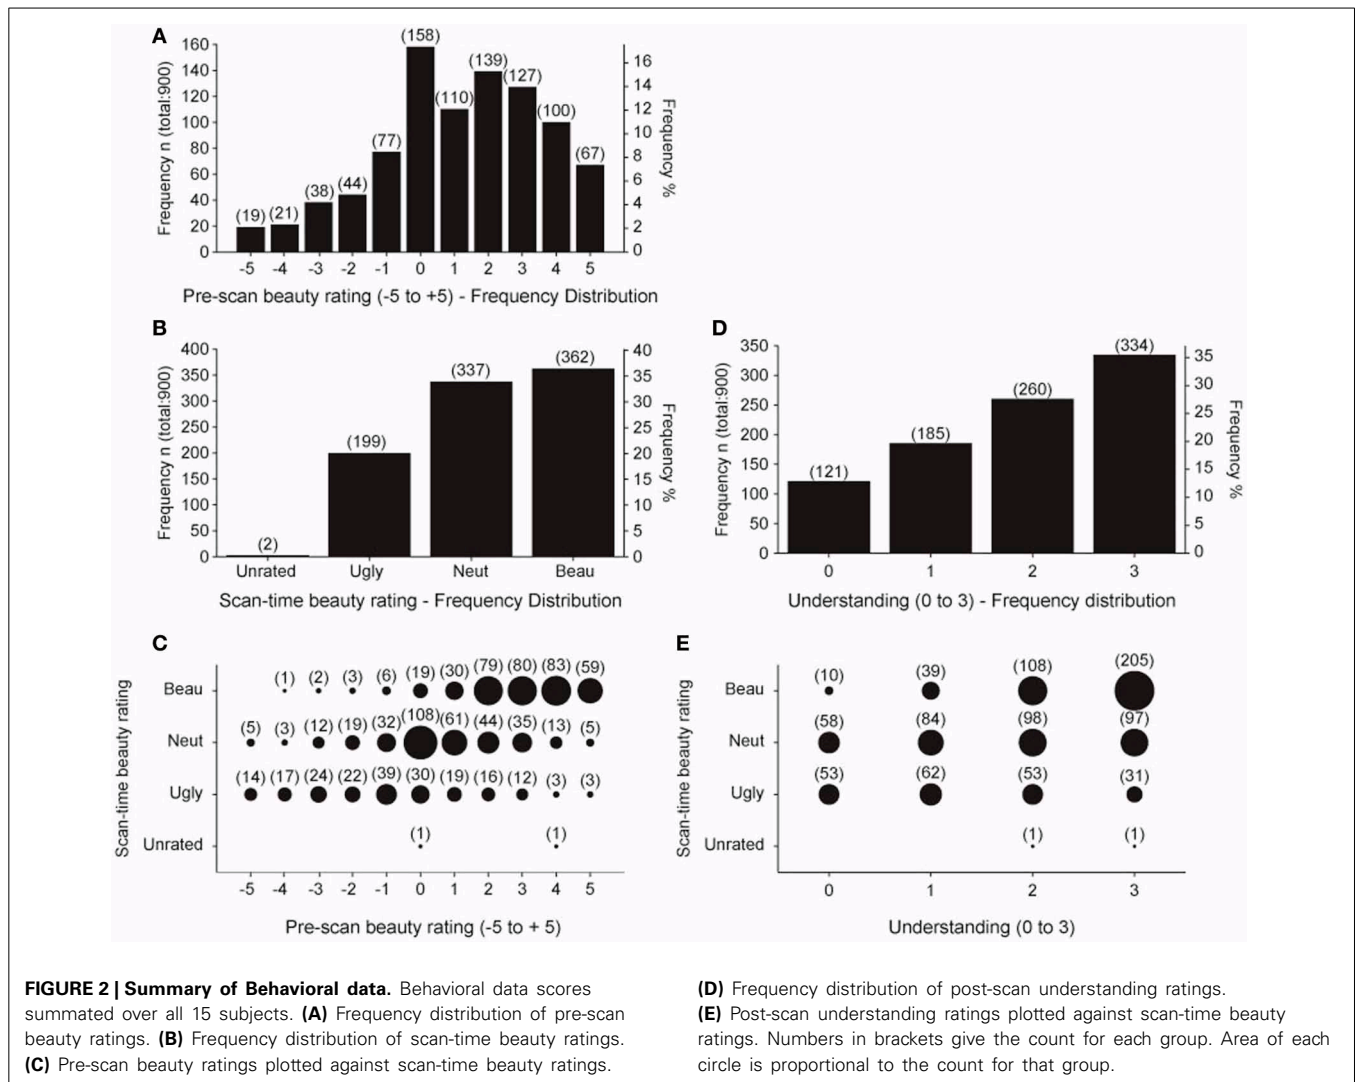 A
Frequency n (total:900)
160
140
120
100
80
60
40
20
0
(19) (21) (38) (44) (77) (158) (110) (139) (127) (100) (67)
16
14
12
10
8
6
4
2
0
Frequency %
-5 -4 -3 -2 -1 0 1 2 3 4 5
Pre-scan beauty rating (-5 to +5) - Frequency Distribution
B
Frequency n (total:900)
400
350
300
250
200
150
100
50
0
(2) (199) (337) (362)
40
35
30
25
20
15
10
5
0
Frequency %
Unrated Ugly Neut Beau
Scan-time beauty rating - Frequency Distribution
D
Frequency n (total:900)
350
300
250
200
150
100
50
0
(121) (185) (260) (334)
35
30
25
20
15
10
5
0
Frequency %
0 1 2 3
Understanding (0 to 3) - Frequency distribution
C
Scan-time beauty rating
Beau (1) (2) (3) (6) (19) (30) (79) (80) (83) (59)
Neut (5) (3) (12) (19) (32) (108) (61) (44) (35) (13) (5)
Ugly (14) (17) (24) (22) (39) (30) (19) (16) (12) (3) (3)
Unrated (1) (1)
-5 -4 -3 -2 -1 0 1 2 3 4 5
Pre-scan beauty rating (-5 to + 5)
E
Scan-time beauty rating
Beau (10) (39) (108) (205)
Neut (58) (84) (98) (97)
Ugly (53) (62) (53) (31)
Unrated (1) (1)
0 1 2 3
Understanding (0 to 3)
FIGURE 2 | Summary of Behavioral data. Behavioral data scores
summated over all 15 subjects. (A) Frequency distribution of pre-scan
beauty ratings. (B) Frequency distribution of scan-time beauty ratings.
(C) Pre-scan beauty ratings plotted against scan-time beauty ratings.
(D) Frequency distribution of post-scan understanding ratings.
(E) Post-scan understanding ratings plotted against scan-time beauty
ratings. Numbers in brackets give the count for each group. Area of each
circle is proportional to the count for that group.